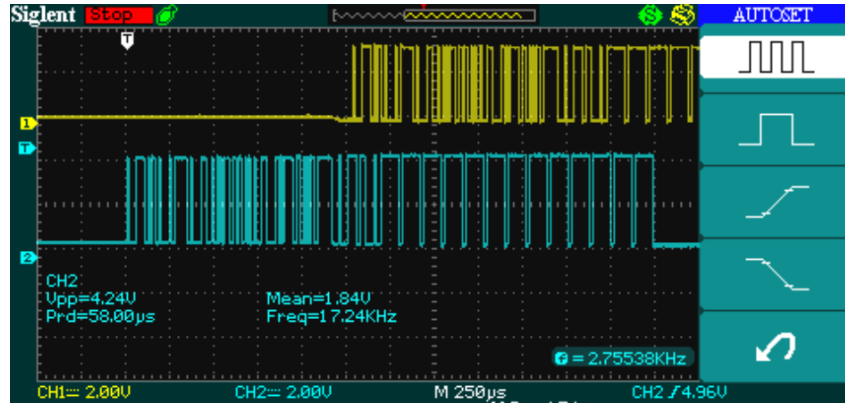 Siglent Stop S AUTOSET
T
1
T
2
CH2
Vpp=4.24V Mean=1.84V
Prd=58.00µs Freq=17.24KHz
f = 2.75538KHz
CH1 2.00V CH2 2.00V M 250µs CH2 4.96V